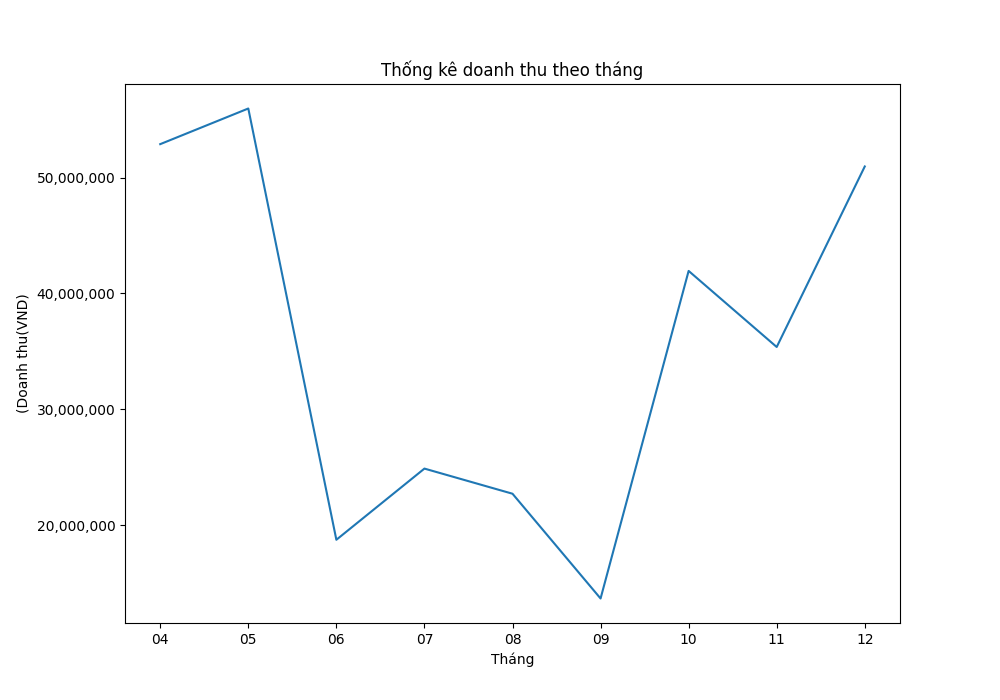 Thống kê doanh thu theo tháng
(Doanh thu(VND)
50,000,000
40,000,000
30,000,000
20,000,000
04 05 06 07 08 09 10 11 12
Tháng